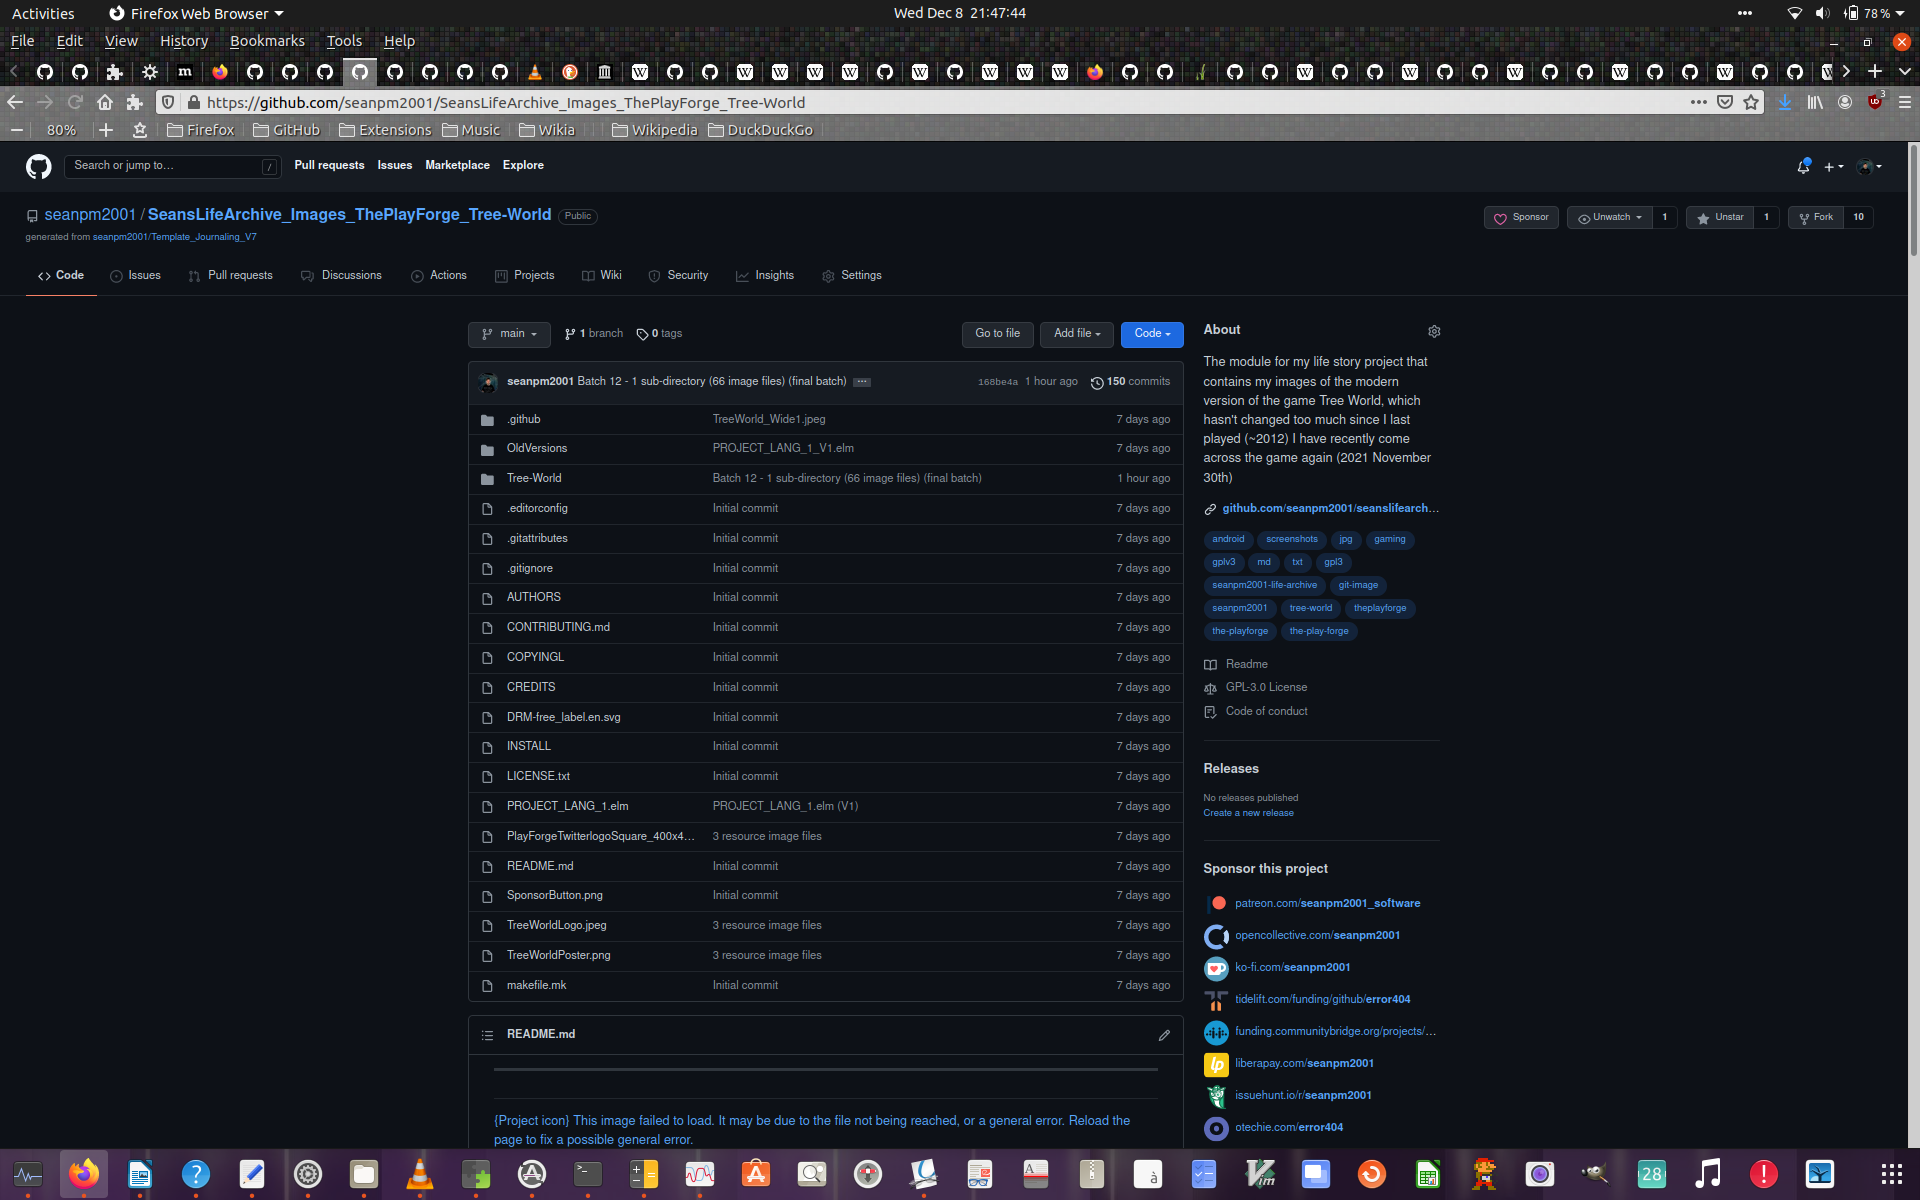 Activities
Firefox Web Browser
Wed Dec 8 21:47:44
78 %
File Edit View History Bookmarks Tools Help
https://github.com/seanpm2001/SeansLifeArchive_Images_ThePlayForge_Tree-World
3
80%
Firefox GitHub Extensions Music Wikia Wikipedia DuckDuckGo
Search or jump to... /
Pull requests Issues Marketplace Explore
seanpm2001 / SeansLifeArchive_Images_ThePlayForge_Tree-World Public
generated from seanpm2001/Template_Journaling_V7
Sponsor
Unwatch 1
Unstar 1
Fork 10
Code Issues Pull requests Discussions Actions Projects Wiki Security Insights Settings
main 1 branch 0 tags
Go to file Add file Code
seanpm2001 Batch 12 - 1 sub-directory (66 image files) (final batch) ... 168be4a 1 hour ago 150 commits
.github TreeWorld_Wide1.jpeg 7 days ago
OldVersions PROJECT_LANG_1_V1.elm 7 days ago
Tree-World Batch 12 - 1 sub-directory (66 image files) (final batch) 1 hour ago
.editorconfig Initial commit 7 days ago
.gitattributes Initial commit 7 days ago
.gitignore Initial commit 7 days ago
AUTHORS Initial commit 7 days ago
CONTRIBUTING.md Initial commit 7 days ago
COPYINGL Initial commit 7 days ago
CREDITS Initial commit 7 days ago
DRM-free_label.en.svg Initial commit 7 days ago
INSTALL Initial commit 7 days ago
LICENSE.txt Initial commit 7 days ago
PROJECT_LANG_1.elm PROJECT_LANG_1.elm (V1) 7 days ago
PlayForgeTwitterlogoSquare_400x4... 3 resource image files 7 days ago
README.md Initial commit 7 days ago
SponsorButton.png Initial commit 7 days ago
TreeWorldLogo.jpeg 3 resource image files 7 days ago
TreeWorldPoster.png 3 resource image files 7 days ago
makefile.mk Initial commit 7 days ago
README.md
{Project icon} This image failed to load. It may be due to the file not being reached, or a general error. Reload the
page to fix a possible general error.
About
The module for my life story project that
contains my images of the modern
version of the game Tree World, which
hasn't changed too much since I last
played (~2012) I have recently come
across the game again (2021 November
30th)
github.com/seanpm2001/seanslifearch...
android screenshots jpg gaming
gplv3 md txt gpl3
seanpm2001-life-archive git-image
seanpm2001 tree-world theplayforge
the-playforge the-play-forge
Readme
GPL-3.0 License
Code of conduct
Releases
No releases published
Create a new release
Sponsor this project
patreon.com/seanpm2001_software
opencollective.com/seanpm2001
ko-fi.com/seanpm2001
tidelift.com/funding/github/error404
funding.communitybridge.org/projects/...
liberapay.com/seanpm2001
issuehunt.io/r/seanpm2001
otechie.com/error404
28